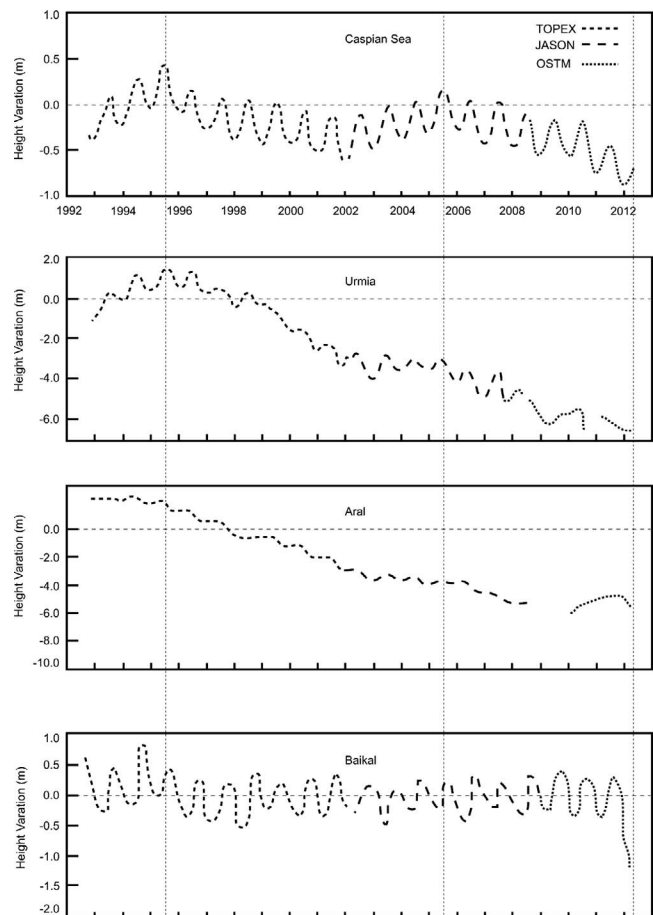 Height Varation (m)
1.0
0.5
0.0
-0.5
-1.0
Caspian Sea
TOPEX
JASON
OSTM
1992 1994 1996 1998 2000 2002 2004 2006 2008 2010 2012
Height Varation (m)
2.0
0.0
-2.0
-4.0
-6.0
Urmia
Height Varation (m)
0.0
-2.0
-4.0
-6.0
-8.0
-10.0
Aral
Height Varation (m)
1.0
0.5
0.0
-0.5
-1.0
-1.5
-2.0
Baikal